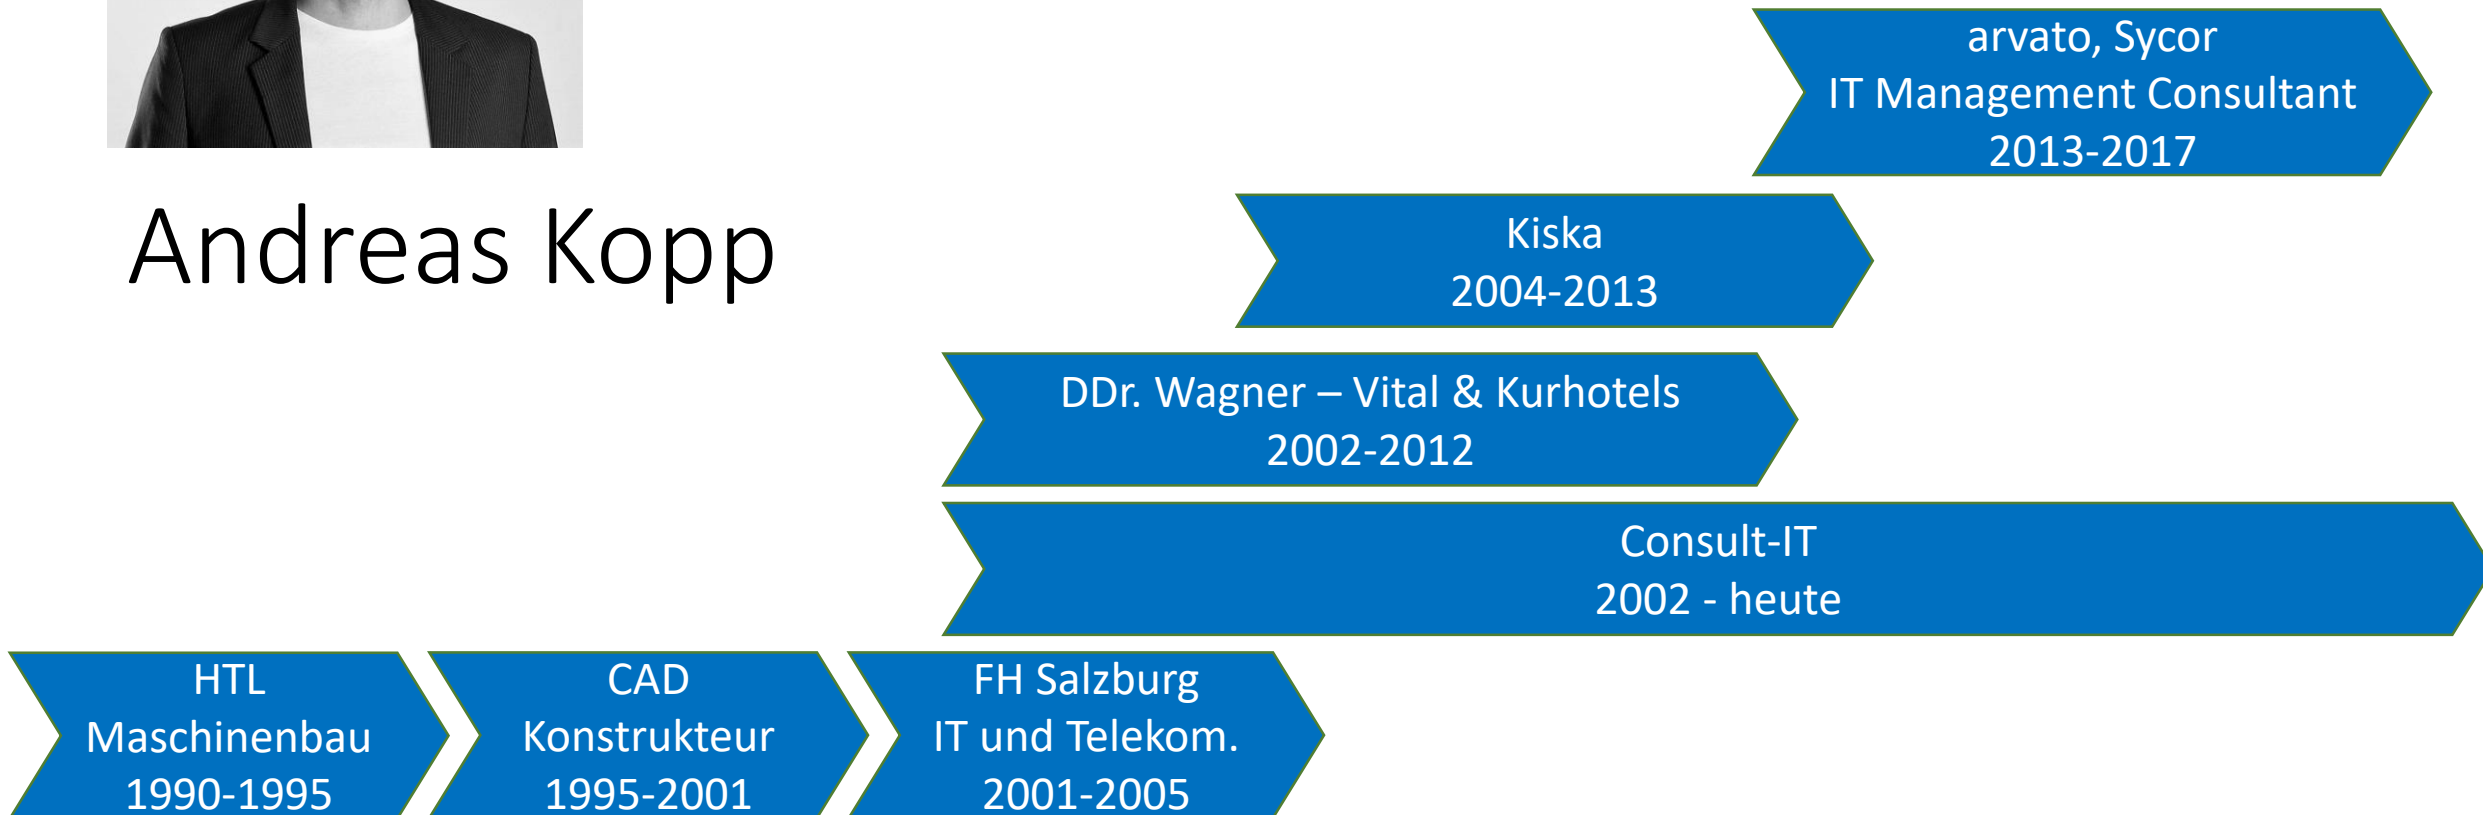 arvato, Sycor
IT Management Consultant
2013-2017
Andreas Kopp
Kiska
2004-2013
DDr. Wagner – Vital & Kurhotels
2002-2012
Consult-IT
2002 - heute
HTL
Maschinenbau
1990-1995
CAD
Konstrukteur
1995-2001
FH Salzburg
IT und Telekom.
2001-2005